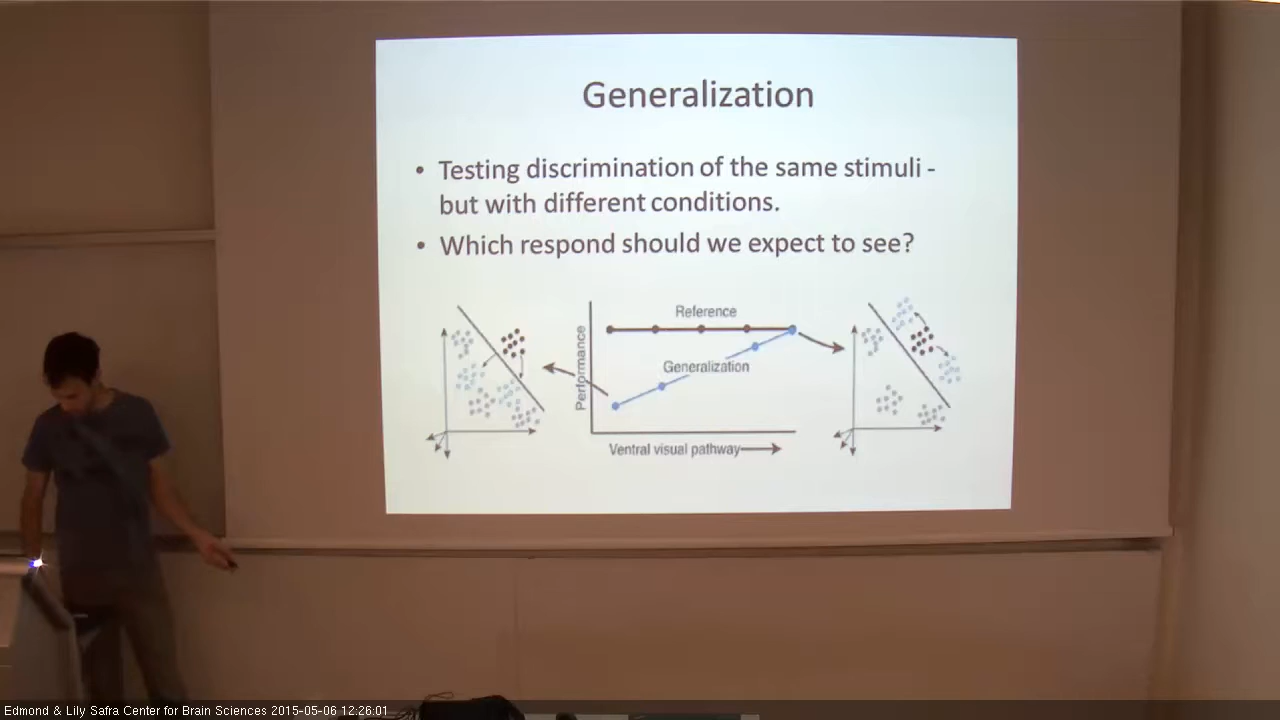 Generalization
• Testing discrimination of the same stimuli -
but with different conditions.
• Which respond should we expect to see?
Performance
Reference
Generalization
Ventral visual pathway
Edmond & Lily Safra Center for Brain Sciences 2015-05-06 12:26:01